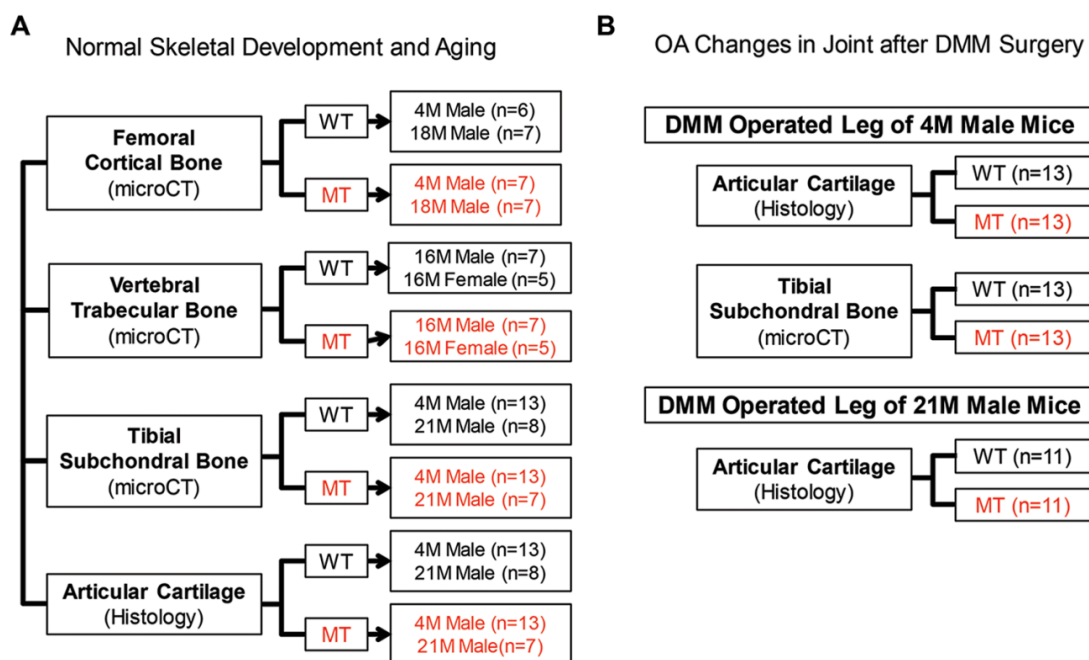 A
Normal Skeletal Development and Aging
Femoral
Cortical Bone
(microCT)
WT
4M Male (n=6)
18M Male (n=7)
MT
4M Male (n=7)
18M Male (n=7)
Vertebral
Trabecular Bone
(microCT)
WT
16M Male (n=7)
16M Female (n=5)
MT
16M Male (n=7)
16M Female (n=5)
Tibial
Subchondral Bone
(microCT)
WT
4M Male (n=13)
21M Male (n=8)
MT
4M Male (n=13)
21M Male (n=7)
Articular Cartilage
(Histology)
WT
4M Male (n=13)
21M Male (n=8)
MT
4M Male (n=13)
21M Male(n=7)
B
OA Changes in Joint after DMM Surgery
DMM Operated Leg of 4M Male Mice
Articular Cartilage
(Histology)
WT (n=13)
MT (n=13)
Tibial
Subchondral Bone
(microCT)
WT (n=13)
MT (n=13)
DMM Operated Leg of 21M Male Mice
Articular Cartilage
(Histology)
WT (n=11)
MT (n=11)